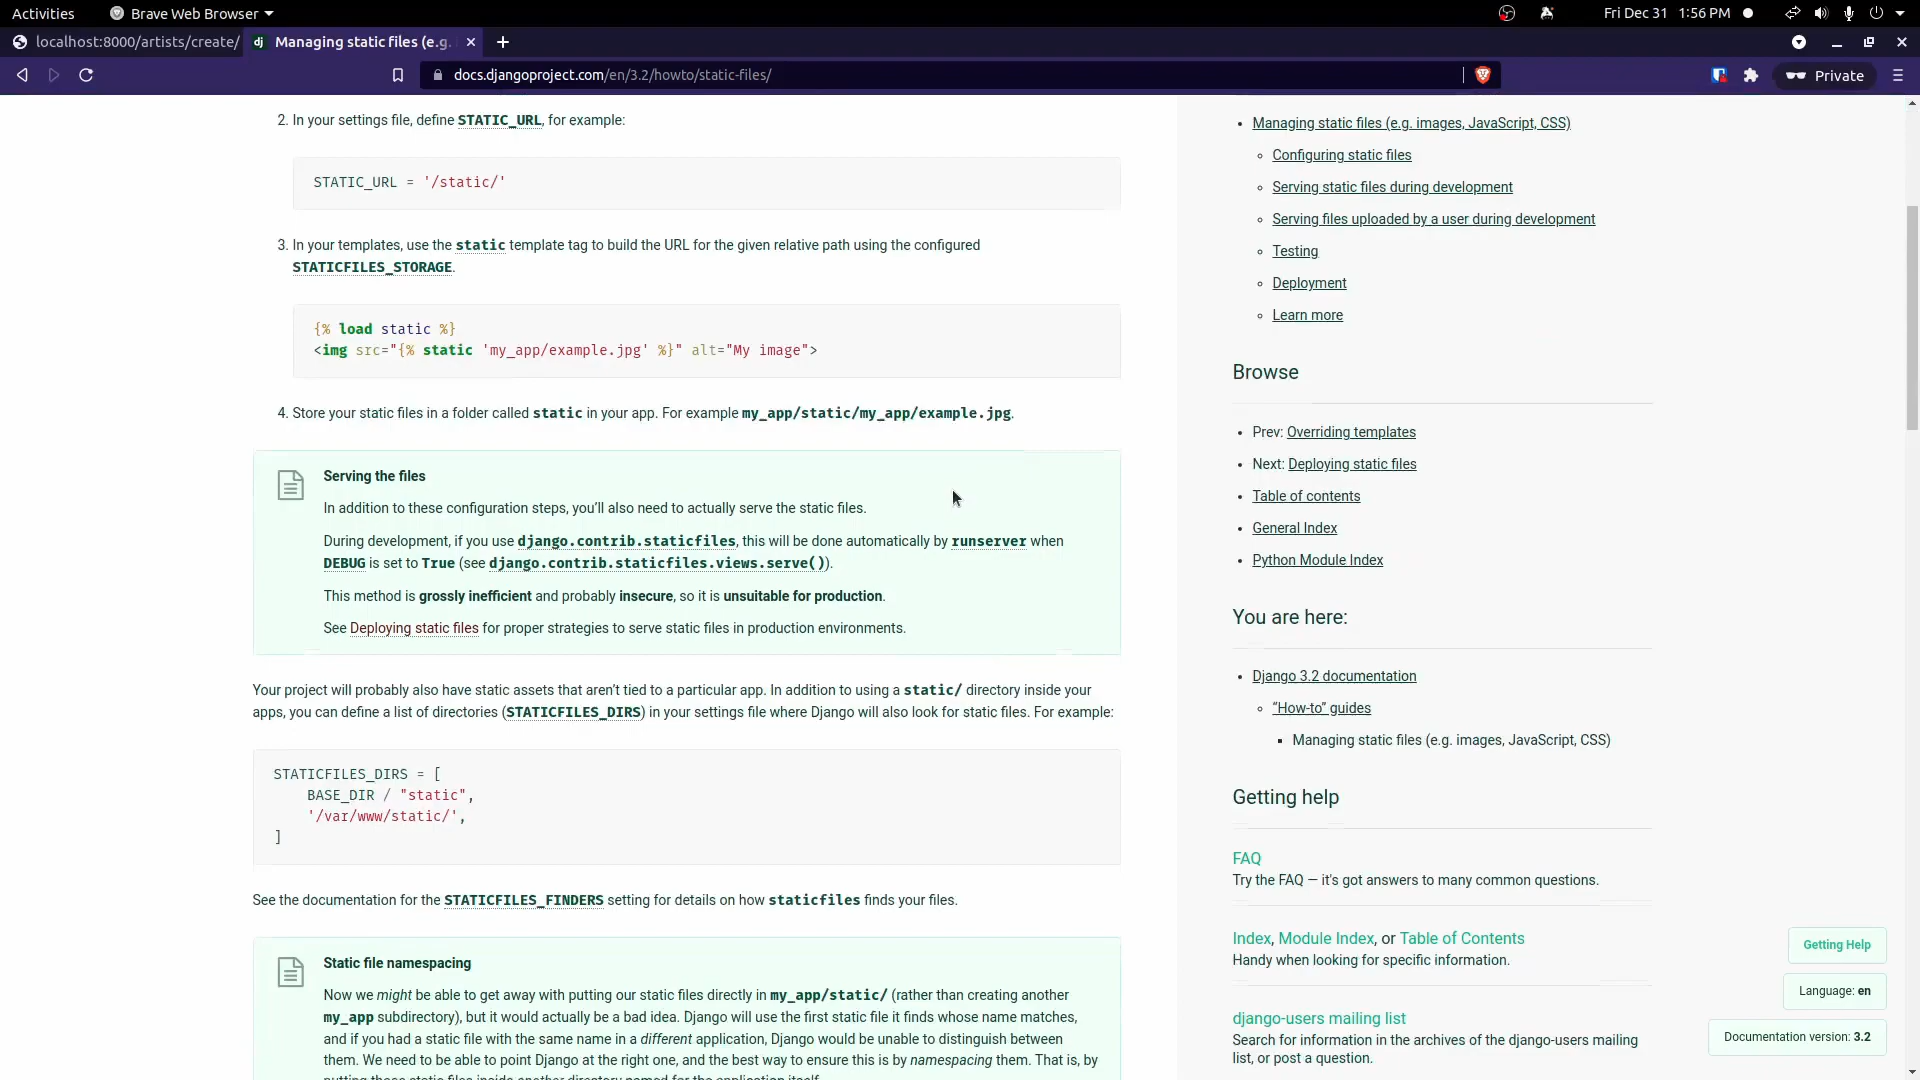 Activities Brave Web Browser Fri Dec 31 1:56 PM
localhost:8000/artists/create/ dj Managing static files (e.g.
docs.djangoproject.com/en/3.2/howto/static-files/ Private
2. In your settings file, define STATIC_URL, for example:
STATIC_URL = '/static/'
3. In your templates, use the static template tag to build the URL for the given relative path using the configured
STATICFILES_STORAGE.
{% load static %}
<img src="{% static 'my_app/example.jpg' %}" alt="My image">
4. Store your static files in a folder called static in your app. For example my_app/static/my_app/example.jpg.
Serving the files
In addition to these configuration steps, you'll also need to actually serve the static files.
During development, if you use django.contrib.staticfiles, this will be done automatically by runserver when
DEBUG is set to True (see django.contrib.staticfiles.views.serve()).
This method is grossly inefficient and probably insecure, so it is unsuitable for production.
See Deploying static files for proper strategies to serve static files in production environments.
Your project will probably also have static assets that aren't tied to a particular app. In addition to using a static/ directory inside your
apps, you can define a list of directories (STATICFILES_DIRS) in your settings file where Django will also look for static files. For example:
STATICFILES_DIRS = [
BASE_DIR / "static",
'/var/www/static/',
]
See the documentation for the STATICFILES_FINDERS setting for details on how staticfiles finds your files.
Static file namespacing
Now we might be able to get away with putting our static files directly in my_app/static/ (rather than creating another
my_app subdirectory), but it would actually be a bad idea. Django will use the first static file it finds whose name matches,
and if you had a static file with the same name in a different application, Django would be unable to distinguish between
them. We need to be able to point Django at the right one, and the best way to ensure this is by namespacing them. That is, by
putting those static files inside another directory named for the application itself.
Managing static files (e.g. images, JavaScript, CSS)
Configuring static files
Serving static files during development
Serving files uploaded by a user during development
Testing
Deployment
Learn more
Browse
Prev: Overriding templates
Next: Deploying static files
Table of contents
General Index
Python Module Index
You are here:
Django 3.2 documentation
“How-to” guides
Managing static files (e.g. images, JavaScript, CSS)
Getting help
FAQ
Try the FAQ — it's got answers to many common questions.
Index, Module Index, or Table of Contents
Handy when looking for specific information.
django-users mailing list
Search for information in the archives of the django-users mailing
list, or post a question.
Getting Help
Language: en
Documentation version: 3.2